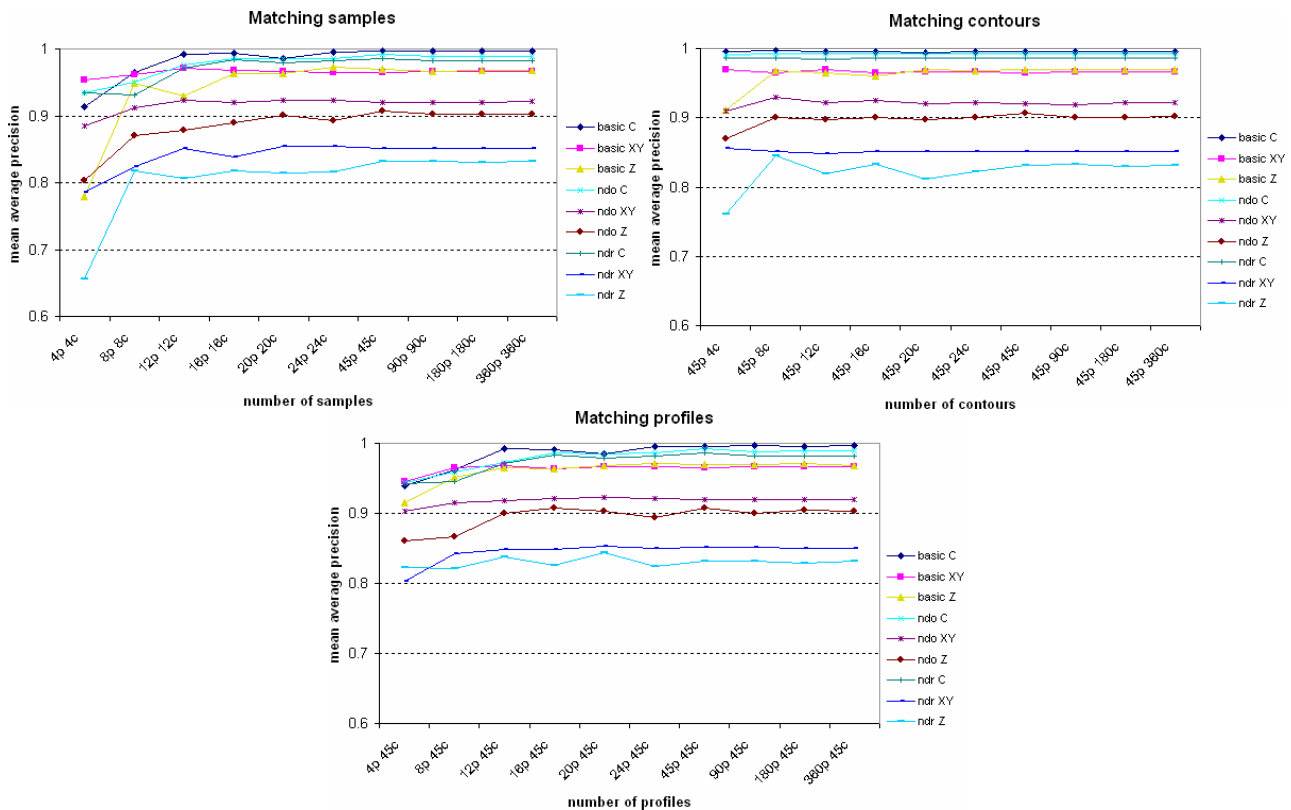 Matching samples
mean average precision
1
0.9
0.8
0.7
0.6
4p 4c
8p 8c
12p 12c
16p 16c
20p 20c
24p 24c
45p 45c
90p 90c
180p 180c
360p 360c
number of samples
basic C
basic XY
basic Z
ndo C
ndo XY
ndo Z
ndr C
ndr XY
ndr Z
Matching contours
mean average precision
1
0.9
0.8
0.7
0.6
45p 4c
45p 8c
45p 12c
45p 16c
45p 20c
45p 24c
45p 45c
45p 90c
45p 180c
45p 360c
number of contours
basic C
basic XY
basic Z
ndo C
ndo XY
ndo Z
ndr C
ndr XY
ndr Z
Matching profiles
mean average precision
1
0.9
0.8
0.7
0.6
4p 45c
8p 45c
12p 45c
16p 45c
20p 45c
24p 45c
45p 45c
90p 45c
180p 45c
360p 45c
number of profiles
basic C
basic XY
basic Z
ndo C
ndo XY
ndo Z
ndr C
ndr XY
ndr Z